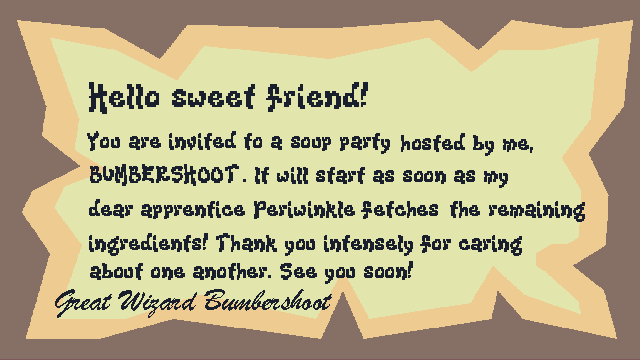 Hello sweet friend!
You are invited to a soup party hosted by me,
BUMBERSHOOT. It will start as soon as my
dear apprentice Periwinkle fetches the remaining
ingredients! Thank you intensely for caring
about one another. See you soon!
Great Wizard Bumbershoot